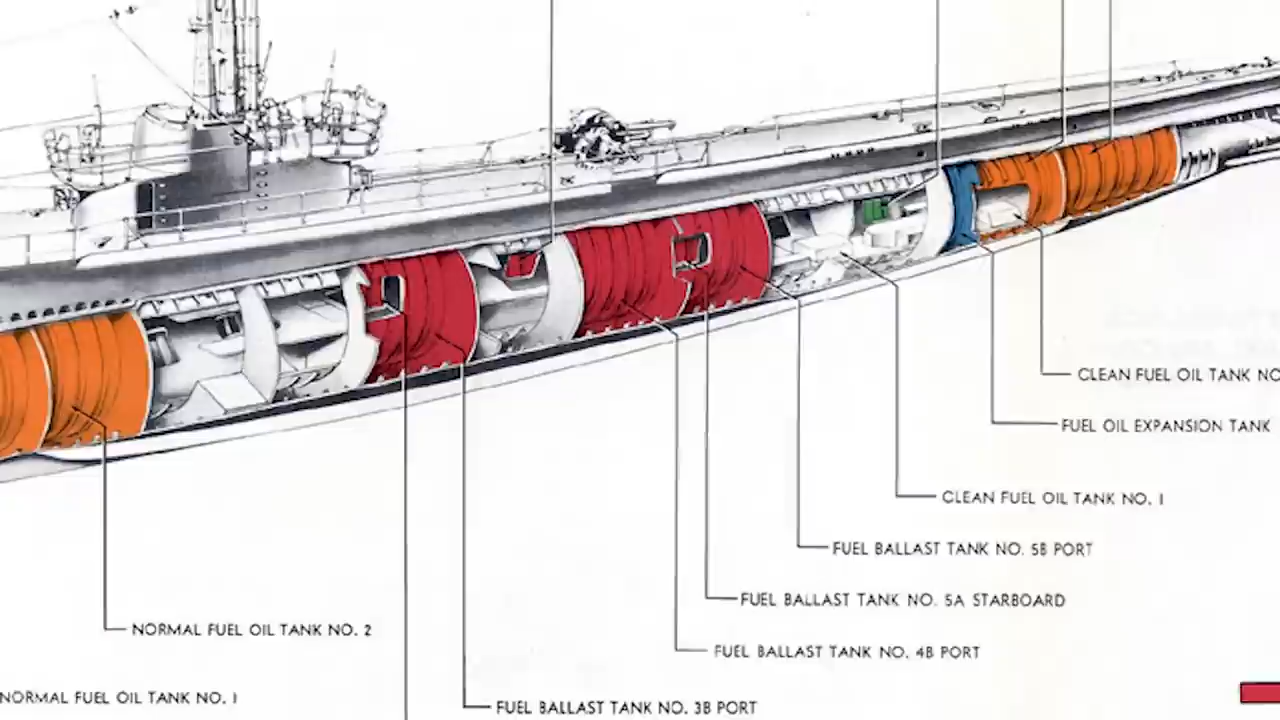 CLEAN FUEL OIL TANK NO
FUEL OIL EXPANSION TANK
CLEAN FUEL OIL TANK NO. 1
FUEL BALLAST TANK NO. 5B PORT
FUEL BALLAST TANK NO. 5A STARBOARD
NORMAL FUEL OIL TANK NO. 2
FUEL BALLAST TANK NO. 4B PORT
NORMAL FUEL OIL TANK NO. 1
FUEL BALLAST TANK NO. 3B PORT